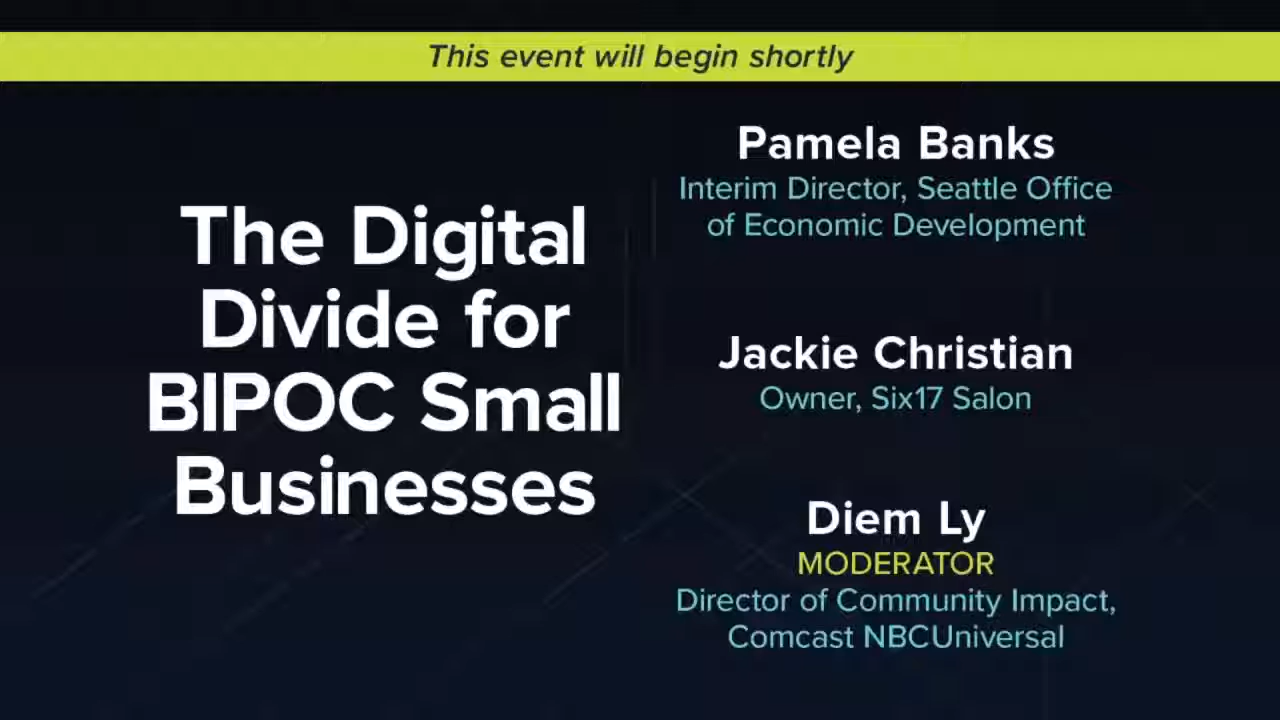 This event will begin shortly
The Digital
Divide for
BIPOC Small
Businesses
Pamela Banks
Interim Director, Seattle Office
of Economic Development
Jackie Christian
Owner, Six17 Salon
Diem Ly
MODERATOR
Director of Community Impact,
Comcast NBCUniversal